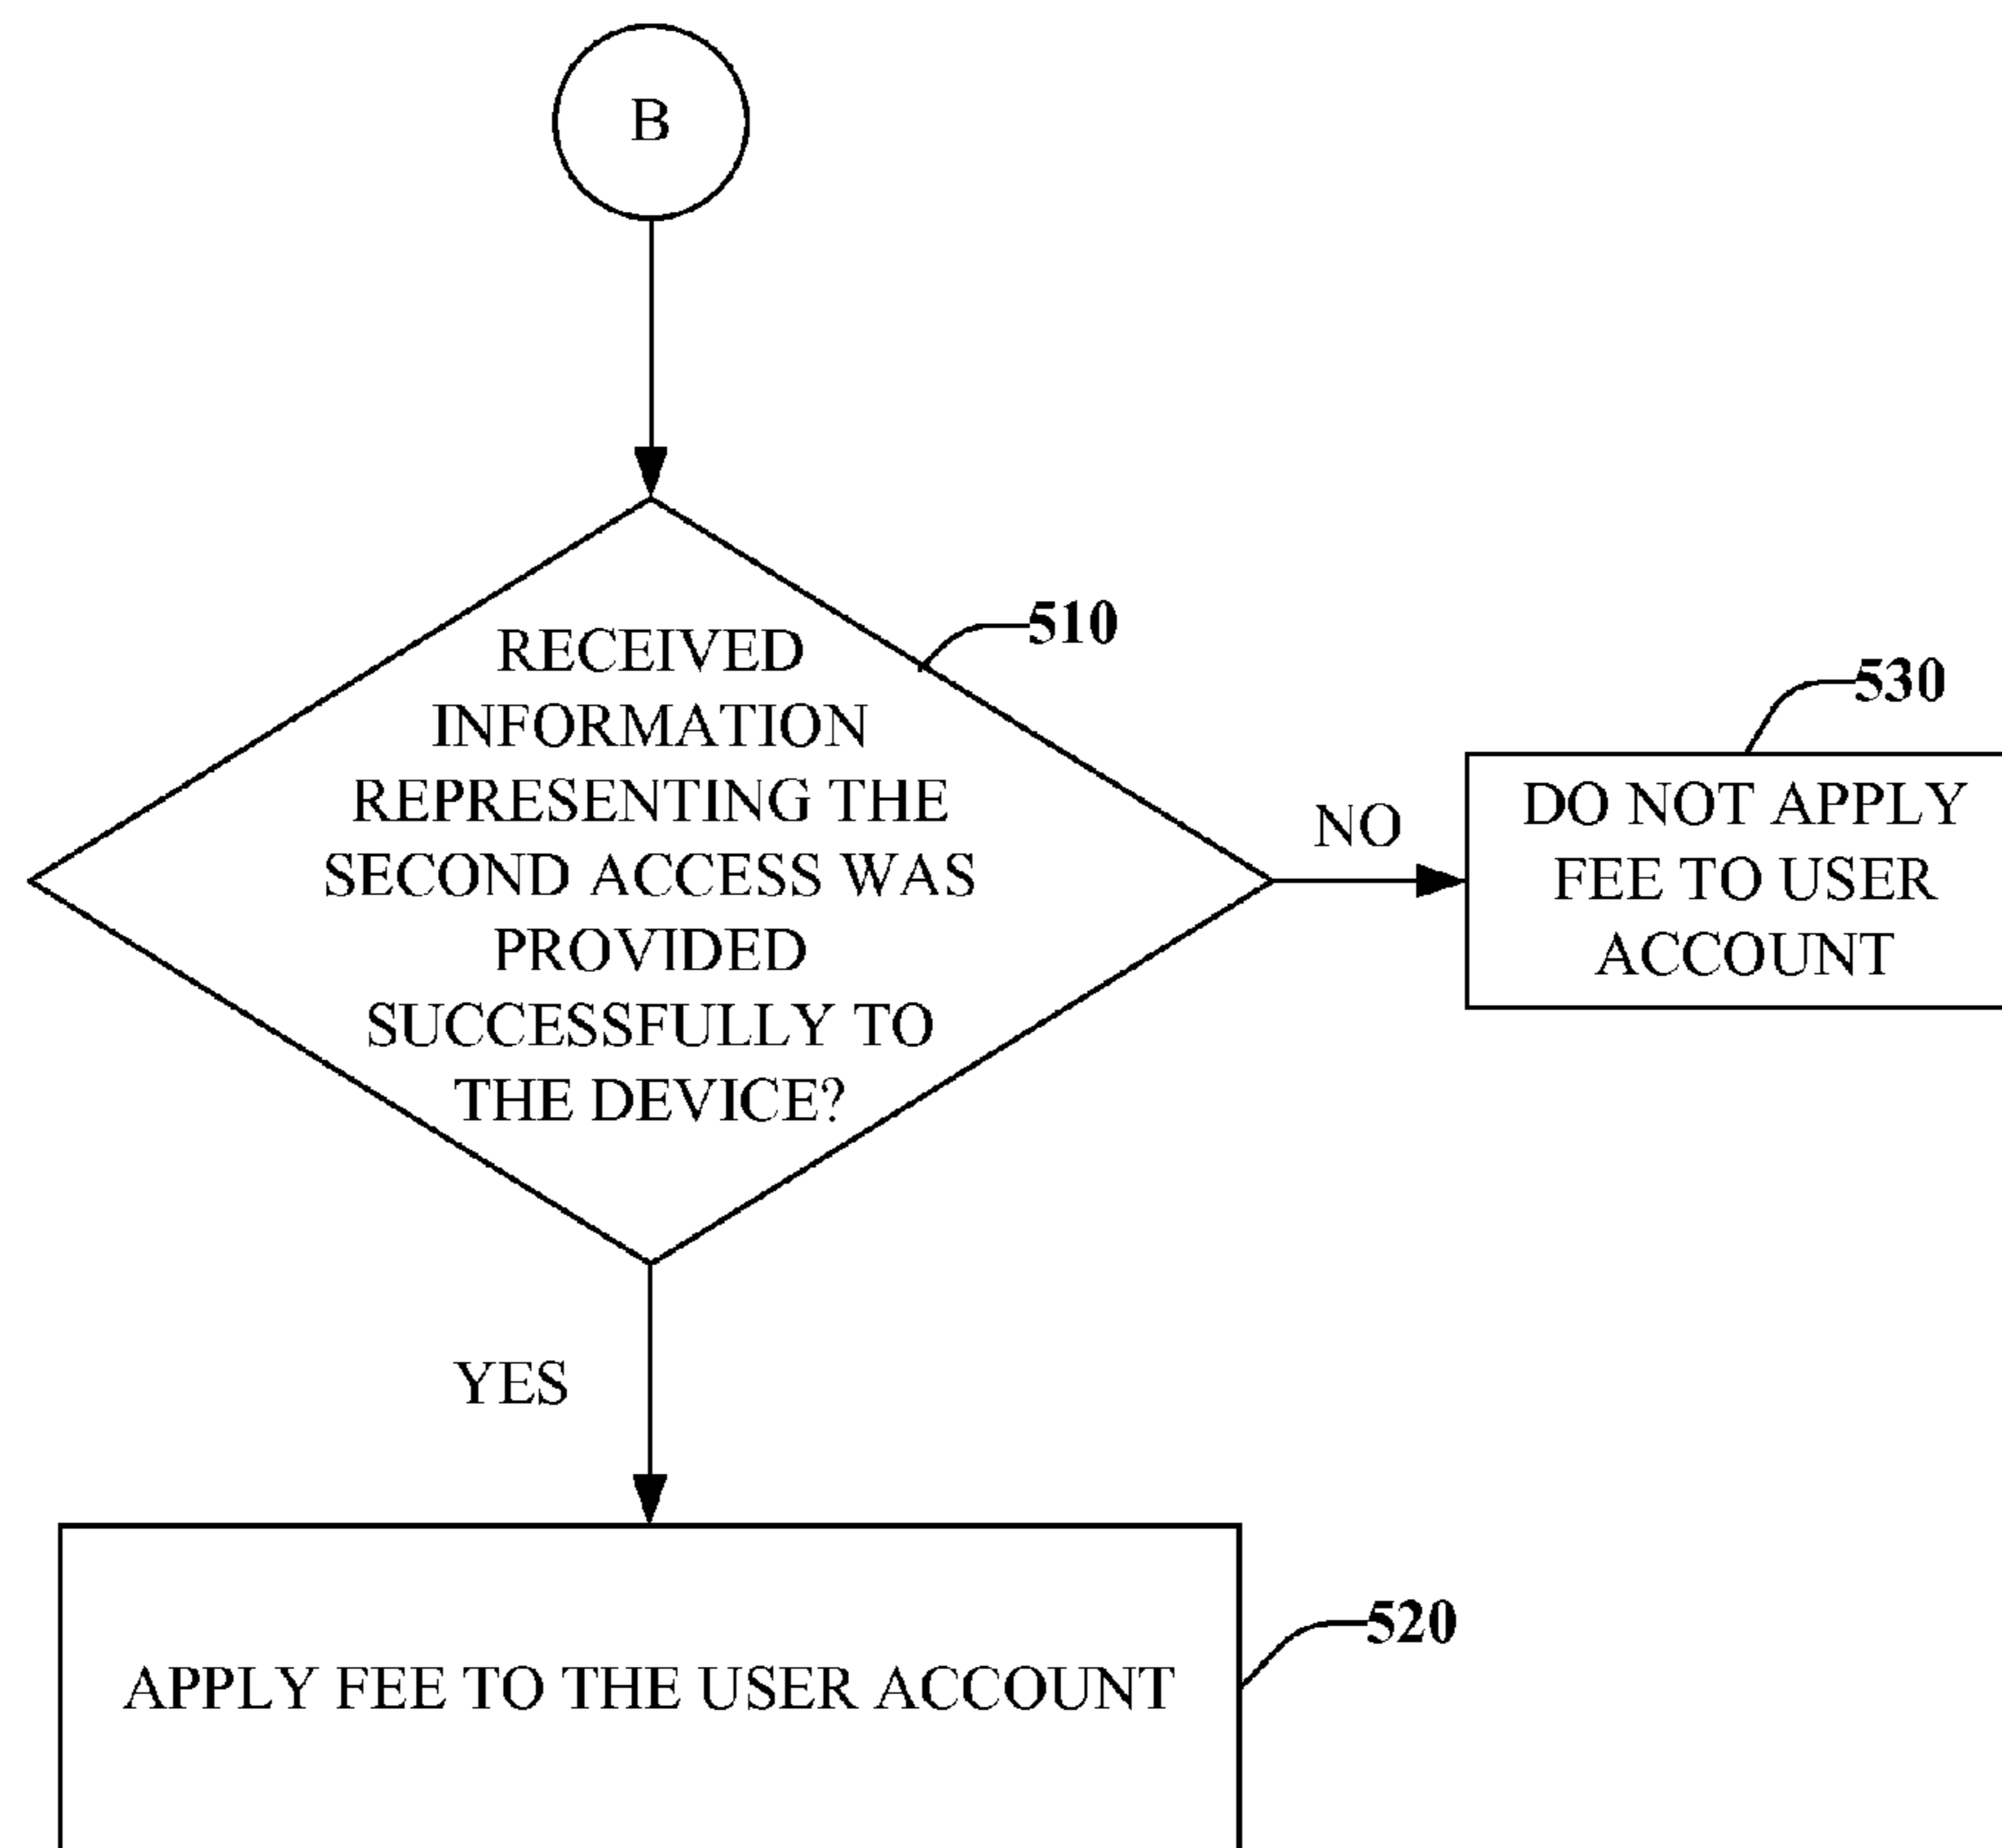 B
510
RECEIVED
INFORMATION
REPRESENTING THE
SECOND ACCESS WAS
PROVIDED
SUCCESSFULLY TO
THE DEVICE?
530
NO
DO NOT APPLY
FEE TO USER
ACCOUNT
YES
520
APPLY FEE TO THE USER ACCOUNT